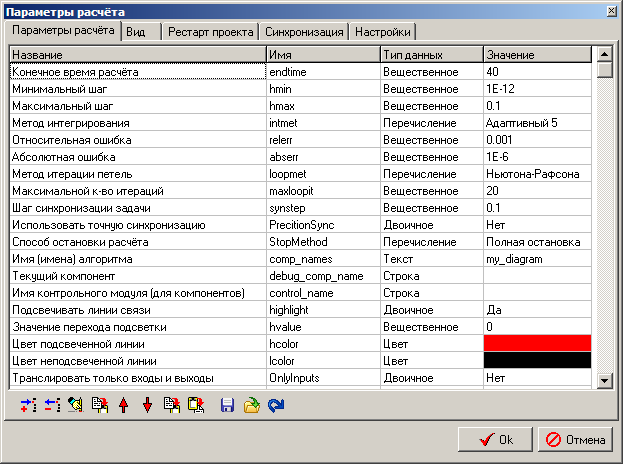 Параметры расчёта
Параметры расчёта Вид Рестарт проекта Синхронизация Настройки
Название Имя Тип данных Значение
Конечное время расчёта endtime Вещественное 40
Минимальный шаг hmin Вещественное 1E-12
Максимальный шаг hmax Вещественное 0.1
Метод интегрирования intmet Перечисление Адаптивный 5
Относительная ошибка relerr Вещественное 0.001
Абсолютная ошибка abserr Вещественное 1E-6
Метод итерации петель loopmet Перечисление Ньютона-Рафсона
Максимальной к-во итераций maxloopit Вещественное 20
Шаг синхронизации задачи synstep Вещественное 0.1
Использовать точную синхронизацию PrecitionSync Двоичное Нет
Способ остановки расчёта StopMethod Перечисление Полная остановка
Имя (имена) алгоритма comp_names Текст my_diagram
Текущий компонент debug_comp_name Строка
Имя контрольного модуля (для компонентов) control_name Строка
Подсвечивать линии связи highlight Двоичное Да
Значение перехода подсветки hvalue Вещественное 0
Цвет подсвеченной линии hcolor Цвет
Цвет неподсвеченной линии lcolor Цвет
Транслировать только входы и выходы OnlyInputs Двоичное Нет
Ok Отмена